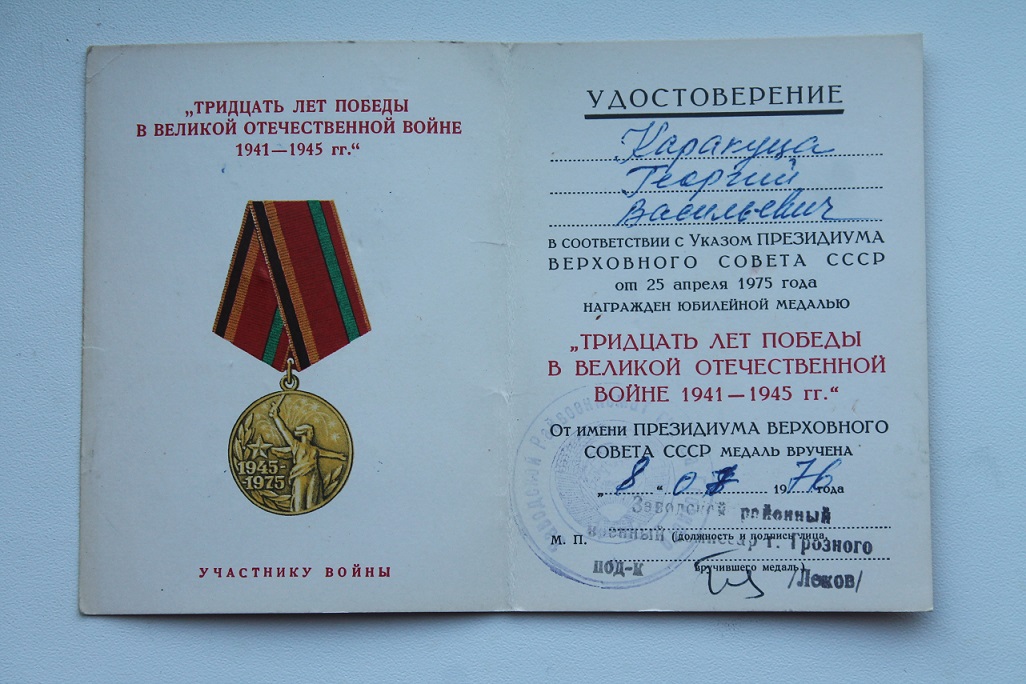 „ТРИДЦАТЬ ЛЕТ ПОБЕДЫ
В ВЕЛИКОЙ ОТЕЧЕСТВЕННОЙ ВОЙНЕ
1941—1945 гг.“
1945-
-1975
УЧАСТНИКУ ВОЙНЫ
УДОСТОВЕРЕНИЕ
Каракуца
Георгий
Васильевич
В СООТВЕТСТВИИ С УКАЗОМ ПРЕЗИДИУМА
ВЕРХОВНОГО СОВЕТА СССР
от 25 апреля 1975 года
НАГРАЖДЕН ЮБИЛЕЙНОЙ МЕДАЛЬЮ
„ТРИДЦАТЬ ЛЕТ ПОБЕДЫ
В ВЕЛИКОЙ ОТЕЧЕСТВЕННОЙ
ВОЙНЕ 1941—1945 гг.“
От имени ПРЕЗИДИУМА ВЕРХОВНОГО
СОВЕТА СССР МЕДАЛЬ ВРУЧЕНА
„8“ 1976 года
Заводской районный
М. П. (должность и подпись лица,
военный комиссар г. Грозного
вручившего медаль)
под-к /Леков/